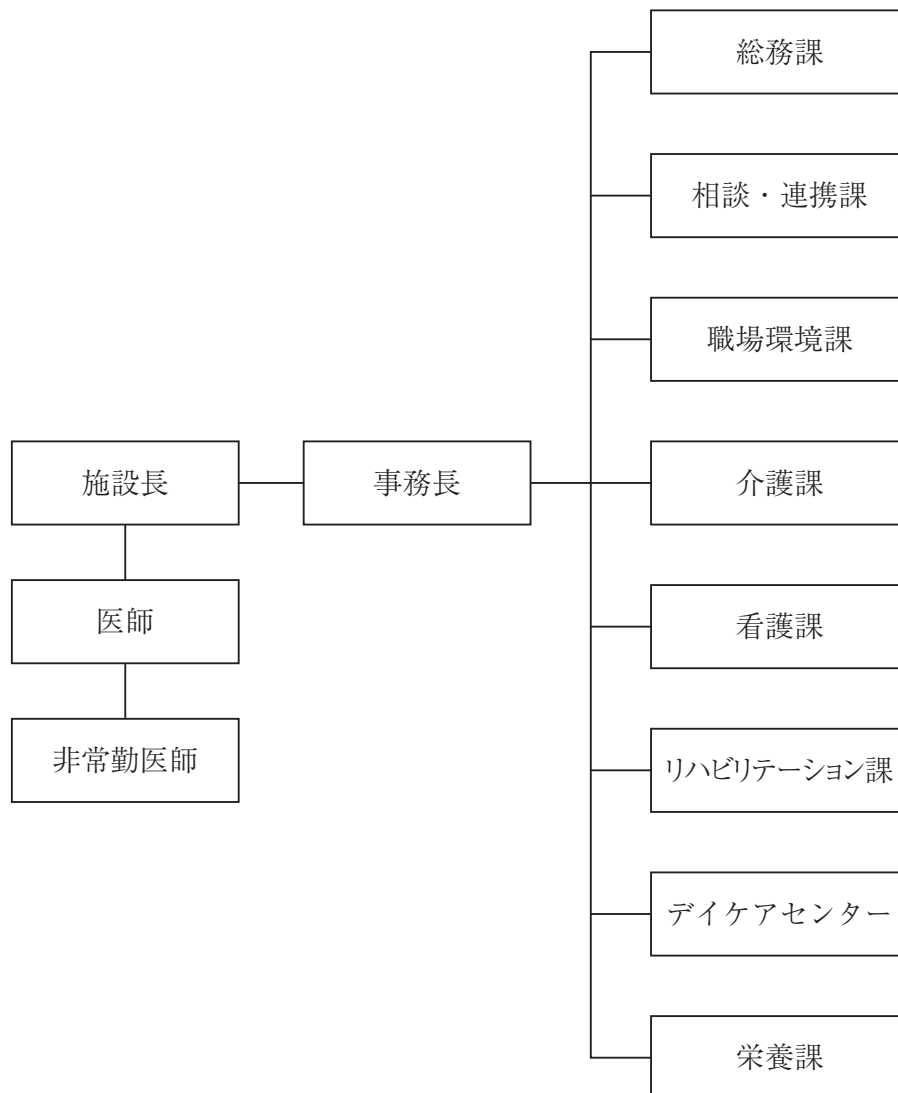 総務課
相談・連携課
職場環境課
施設長
事務長
介護課
医師
看護課
非常勤医師
リハビリテーション課
デイケアセンター
栄養課